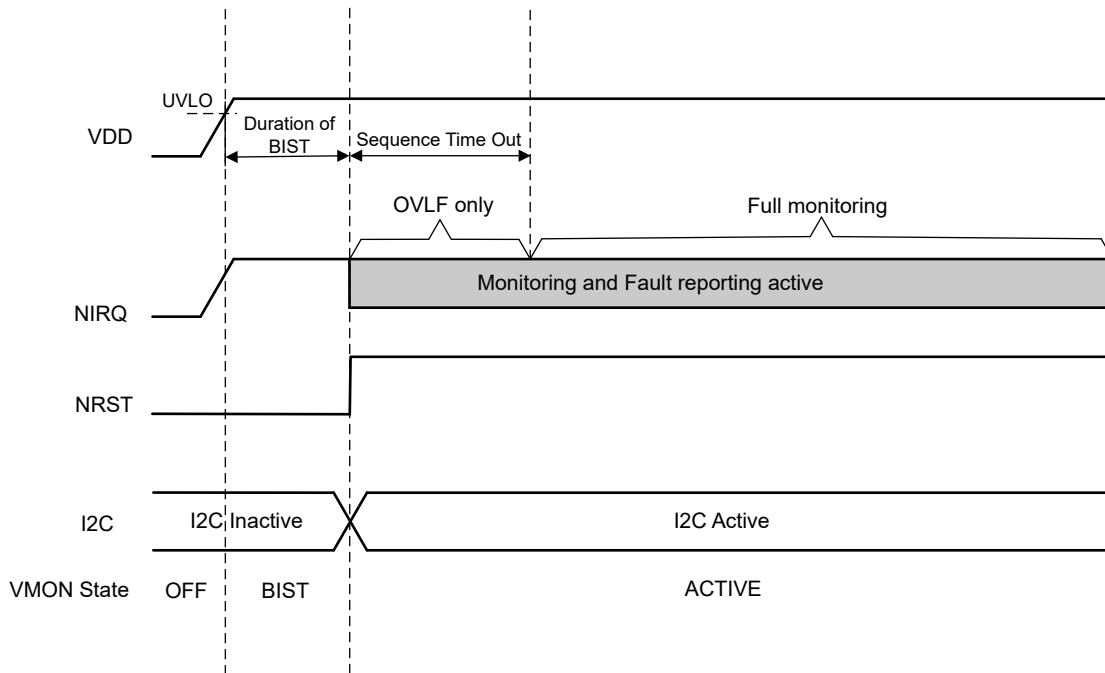 UVLO
VDD
Duration of
BIST
Sequence Time Out
OVLF only
Full monitoring
Monitoring and Fault reporting active
NIRQ
NRST
I2C
I2C Inactive
I2C Active
VMON State
OFF
BIST
ACTIVE